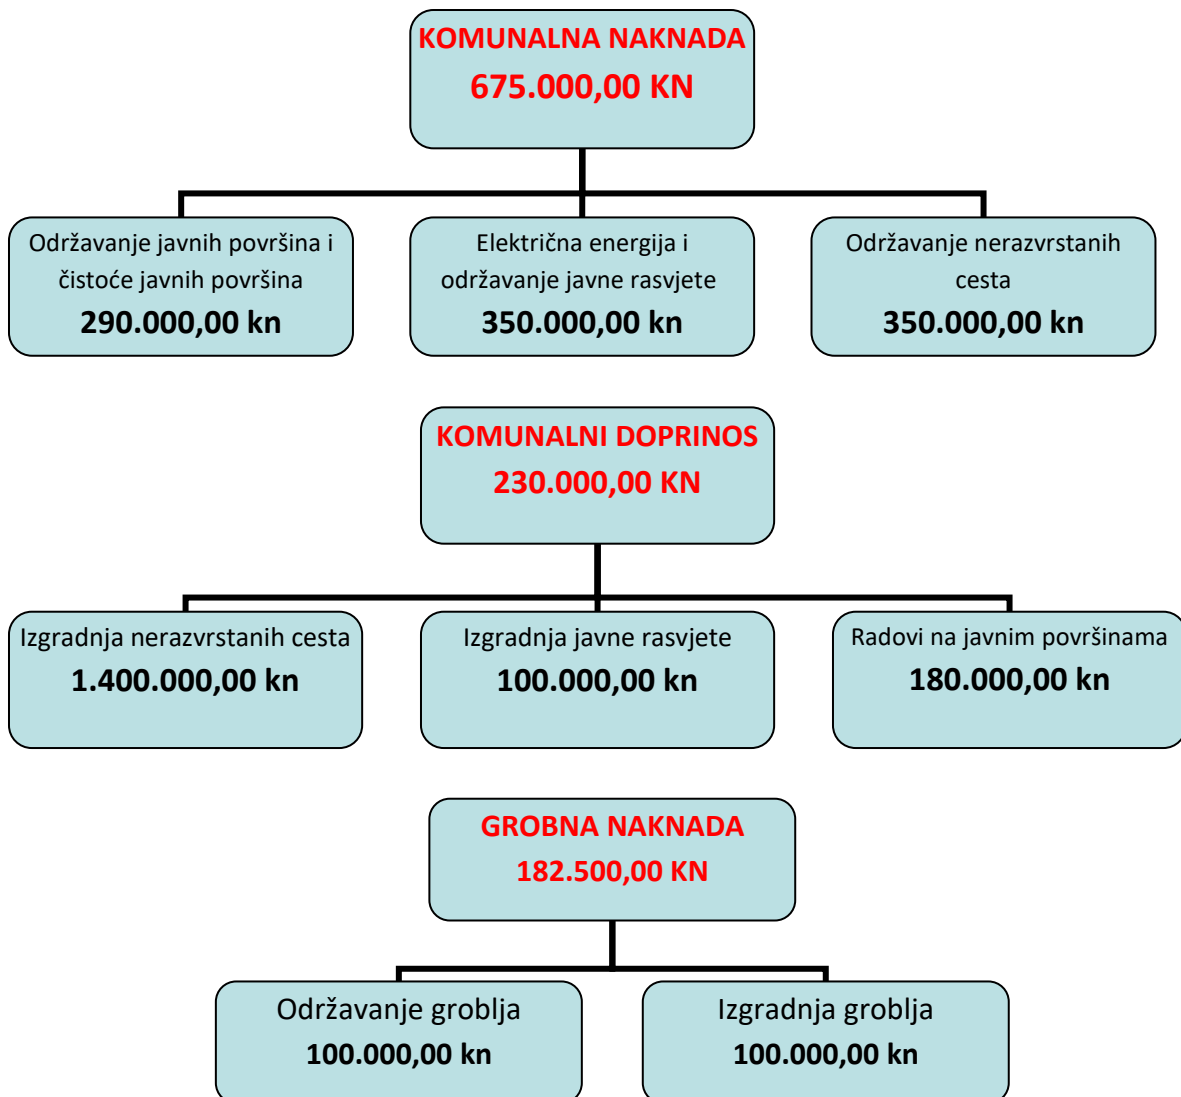 KOMUNALNA NAKNADA
675.000,00 KN
Održavanje javnih površina i
čistoće javnih površina
290.000,00 kn
Električna energija i
održavanje javne rasvjete
350.000,00 kn
Održavanje nerazvrstanih
cesta
350.000,00 kn
KOMUNALNI DOPRINOS
230.000,00 KN
Izgradnja nerazvrstanih cesta
1.400.000,00 kn
Izgradnja javne rasvjete
100.000,00 kn
Radovi na javnim površinama
180.000,00 kn
GROBNA NAKNADA
182.500,00 KN
Održavanje groblja
100.000,00 kn
Izgradnja groblja
100.000,00 kn